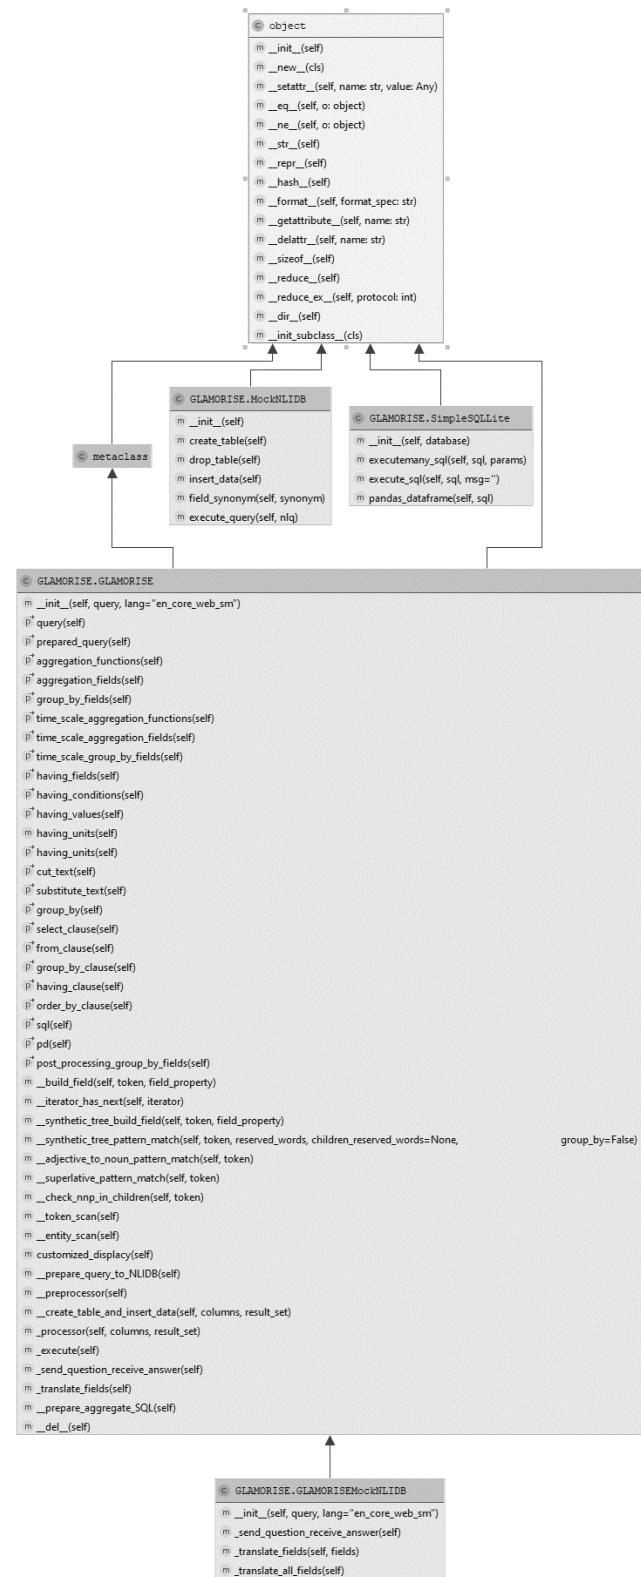 object
__init__(self)
__new__(cls)
__setattr__(self, name: str, value: Any)
__eq__(self, o: object)
__ne__(self, o: object)
__str__(self)
__repr__(self)
__hash__(self)
__format__(self, format_spec: str)
__getattribute__(self, name: str)
__delattr__(self, name: str)
__sizeof__(self)
__reduce__(self)
__reduce_ex__(self, protocol: int)
__dir__(self)
__init_subclass__(cls)
metaclass
GLAMORISE.MockNLIDB
__init__(self)
create_table(self)
drop_table(self)
insert_data(self)
field_synonym(self, synonym)
execute_query(self, nlq)
GLAMORISE.SimpleSQLLite
__init__(self, database)
executemany_sql(self, sql, params)
execute_sql(self, sql, msg='')
pandas_dataframe(self, sql)
GLAMORISE.GLAMORISE
__init__(self, query, lang="en_core_web_sm")
query(self)
prepared_query(self)
aggregation_functions(self)
aggregation_fields(self)
group_by_fields(self)
time_scale_aggregation_functions(self)
time_scale_aggregation_fields(self)
time_scale_group_by_fields(self)
having_fields(self)
having_conditions(self)
having_values(self)
having_units(self)
having_units(self)
cut_text(self)
substitute_text(self)
group_by(self)
select_clause(self)
from_clause(self)
group_by_clause(self)
having_clause(self)
order_by_clause(self)
sql(self)
pd(self)
post_processing_group_by_fields(self)
__build_field(self, token, field_property)
__iterator_has_next(self, iterator)
__synthetic_tree_build_field(self, token, field_property)
__synthetic_tree_pattern_match(self, token, reserved_words, children_reserved_words=None, group_by=False)
__adjective_to_noun_pattern_match(self, token)
__superlative_pattern_match(self, token)
__check_nnp_in_children(self, token)
__token_scan(self)
__entity_scan(self)
customized_displacy(self)
__prepare_query_to_NLIDB(self)
__preprocessor(self)
__create_table_and_insert_data(self, columns, result_set)
_processor(self, columns, result_set)
_execute(self)
_send_question_receive_answer(self)
_translate_fields(self)
__prepare_aggregate_SQL(self)
__del__(self)
GLAMORISE.GLAMORISEMockNLIDB
__init__(self, query, lang="en_core_web_sm")
_send_question_receive_answer(self)
_translate_fields(self, fields)
_translate_all_fields(self)